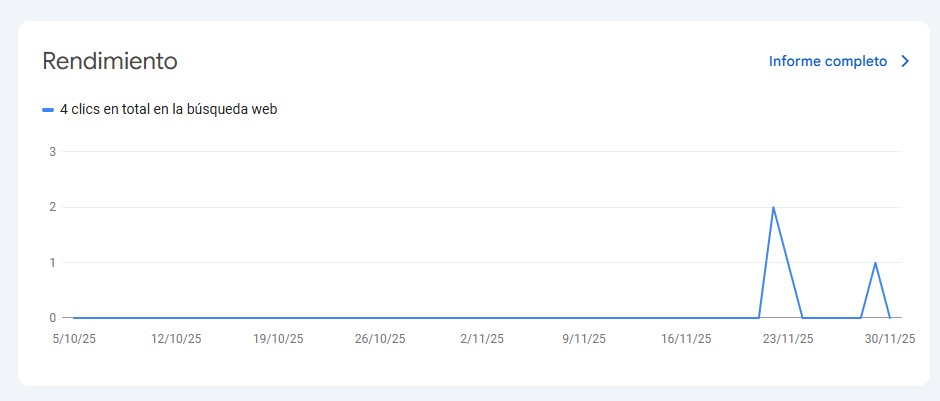 Rendimiento
Informe completo
4 clics en total en la búsqueda web
3
2
1
0
5/10/25 12/10/25 19/10/25 26/10/25 2/11/25 9/11/25 16/11/25 23/11/25 30/11/25